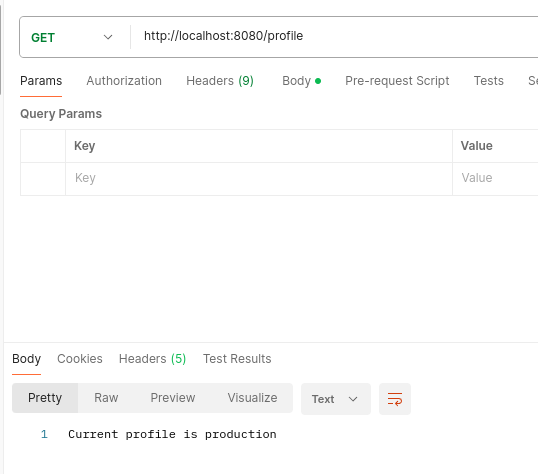 GET http://localhost:8080/profile
Params Authorization Headers (9) Body Pre-request Script Tests
Query Params
Key Value
Key Value
Body Cookies Headers (5) Test Results
Pretty Raw Preview Visualize Text
1 Current profile is production